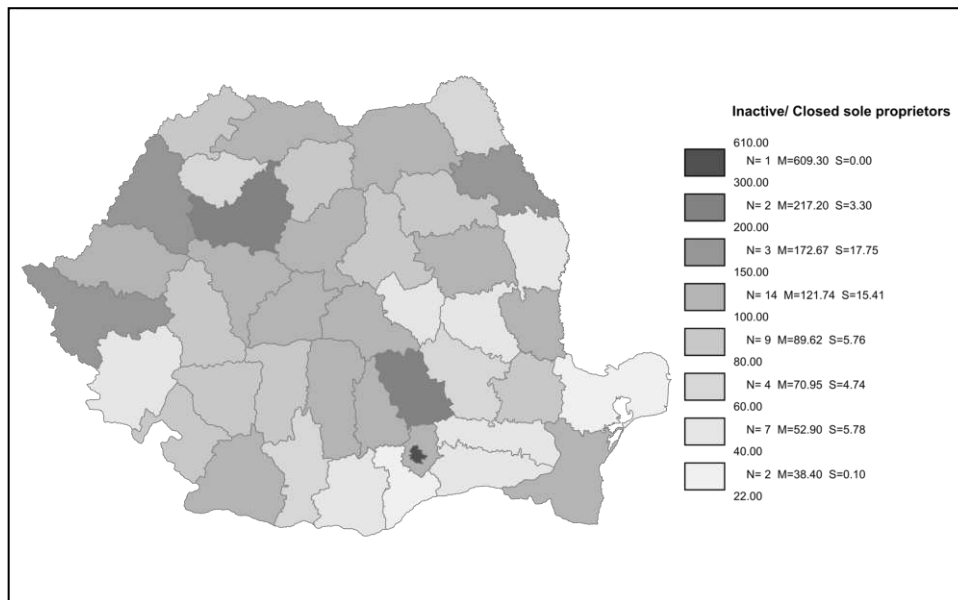 Inactive/ Closed sole proprietors
610.00
N= 1 M=609.30 S=0.00
300.00
N= 2 M=217.20 S=3.30
200.00
N= 3 M=172.67 S=17.75
150.00
N= 14 M=121.74 S=15.41
100.00
N= 9 M=89.62 S=5.76
80.00
N= 4 M=70.95 S=4.74
60.00
N= 7 M=52.90 S=5.78
40.00
N= 2 M=38.40 S=0.10
22.00